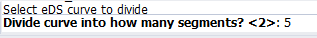 Select eDS curve to divide
Divide curve into how many segments? <2>: 5